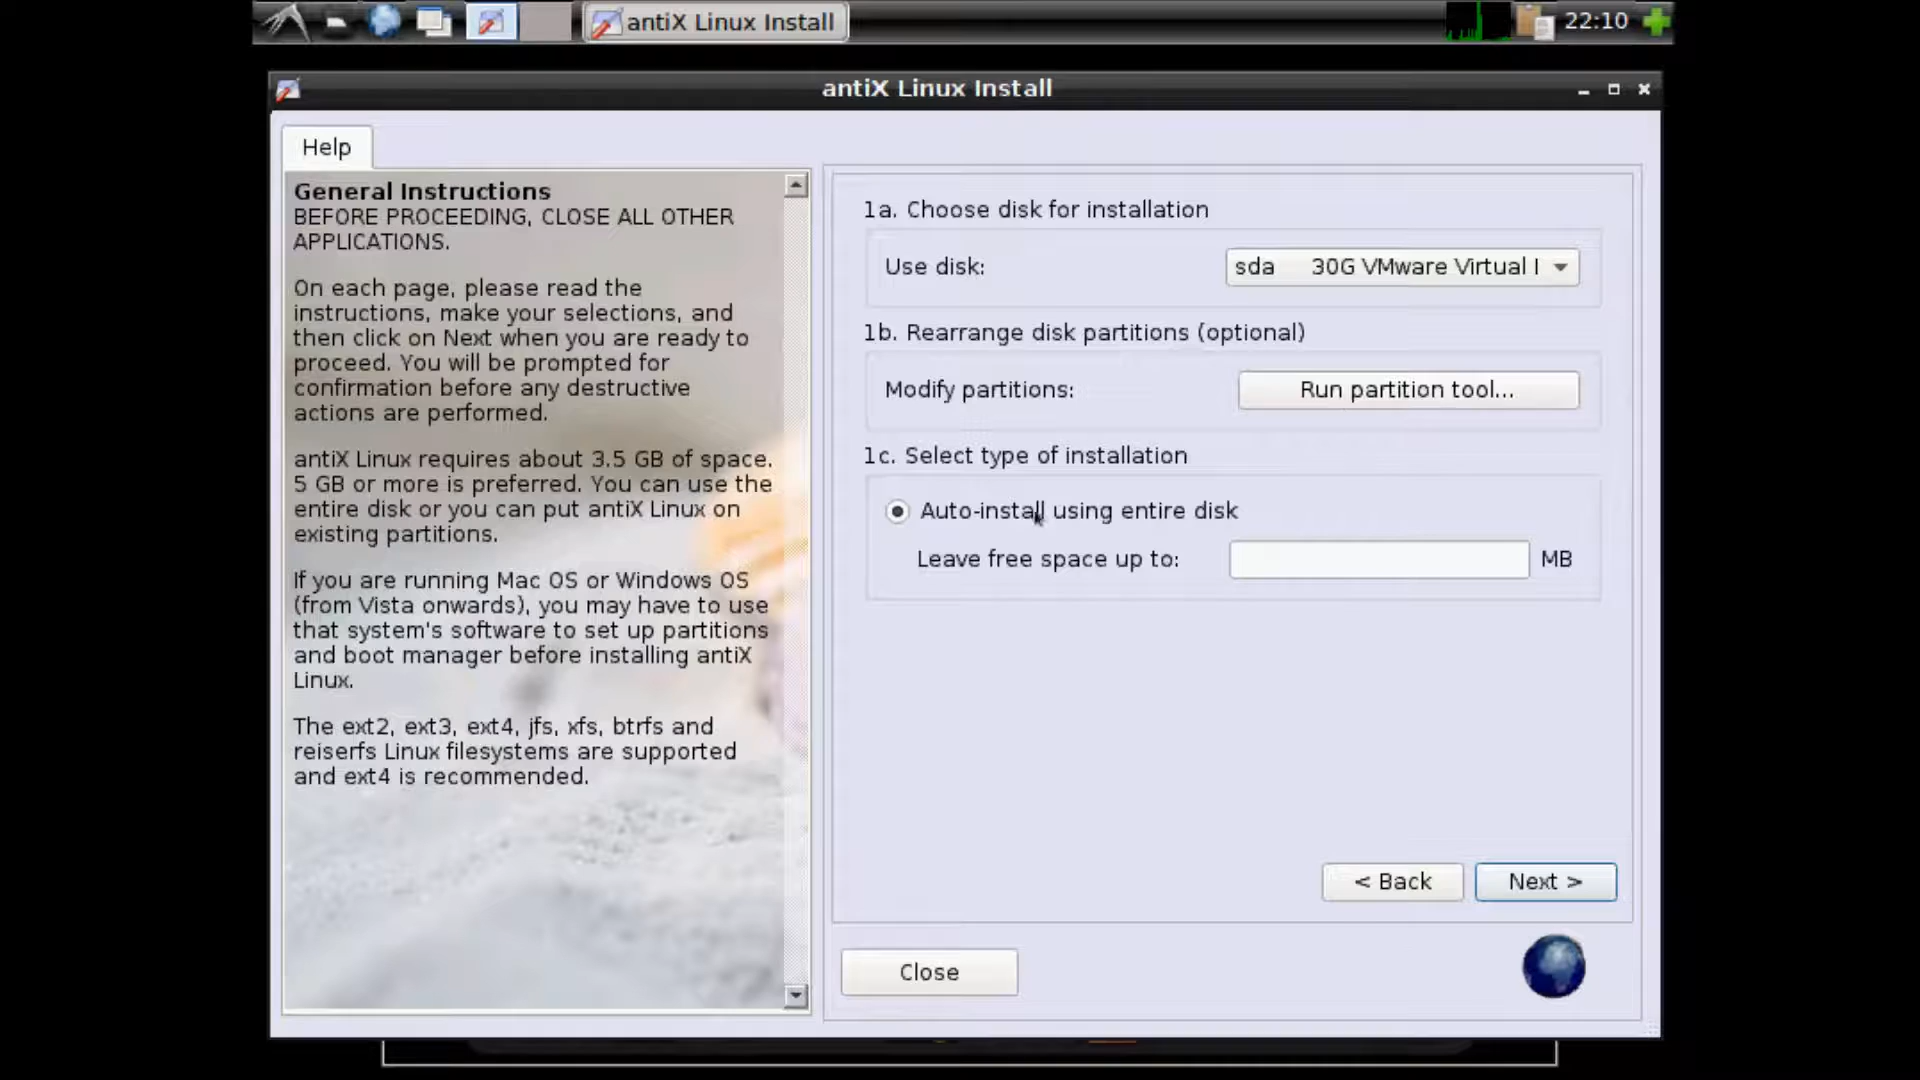 antiX Linux Install
22:10
antiX Linux Install
Help
General Instructions
BEFORE PROCEEDING, CLOSE ALL OTHER
APPLICATIONS.
On each page, please read the
instructions, make your selections, and
then click on Next when you are ready to
proceed. You will be prompted for
confirmation before any destructive
actions are performed.
antiX Linux requires about 3.5 GB of space.
5 GB or more is preferred. You can use the
entire disk or you can put antiX Linux on
existing partitions.
If you are running Mac OS or Windows OS
(from Vista onwards), you may have to use
that system's software to set up partitions
and boot manager before installing antiX
Linux.
The ext2, ext3, ext4, jfs, xfs, btrfs and
reiserfs Linux filesystems are supported
and ext4 is recommended.
1a. Choose disk for installation
Use disk: sda 30G VMware Virtual
1b. Rearrange disk partitions (optional)
Modify partitions: Run partition tool...
1c. Select type of installation
Auto-install using entire disk
Leave free space up to: MB
< Back Next >
Close